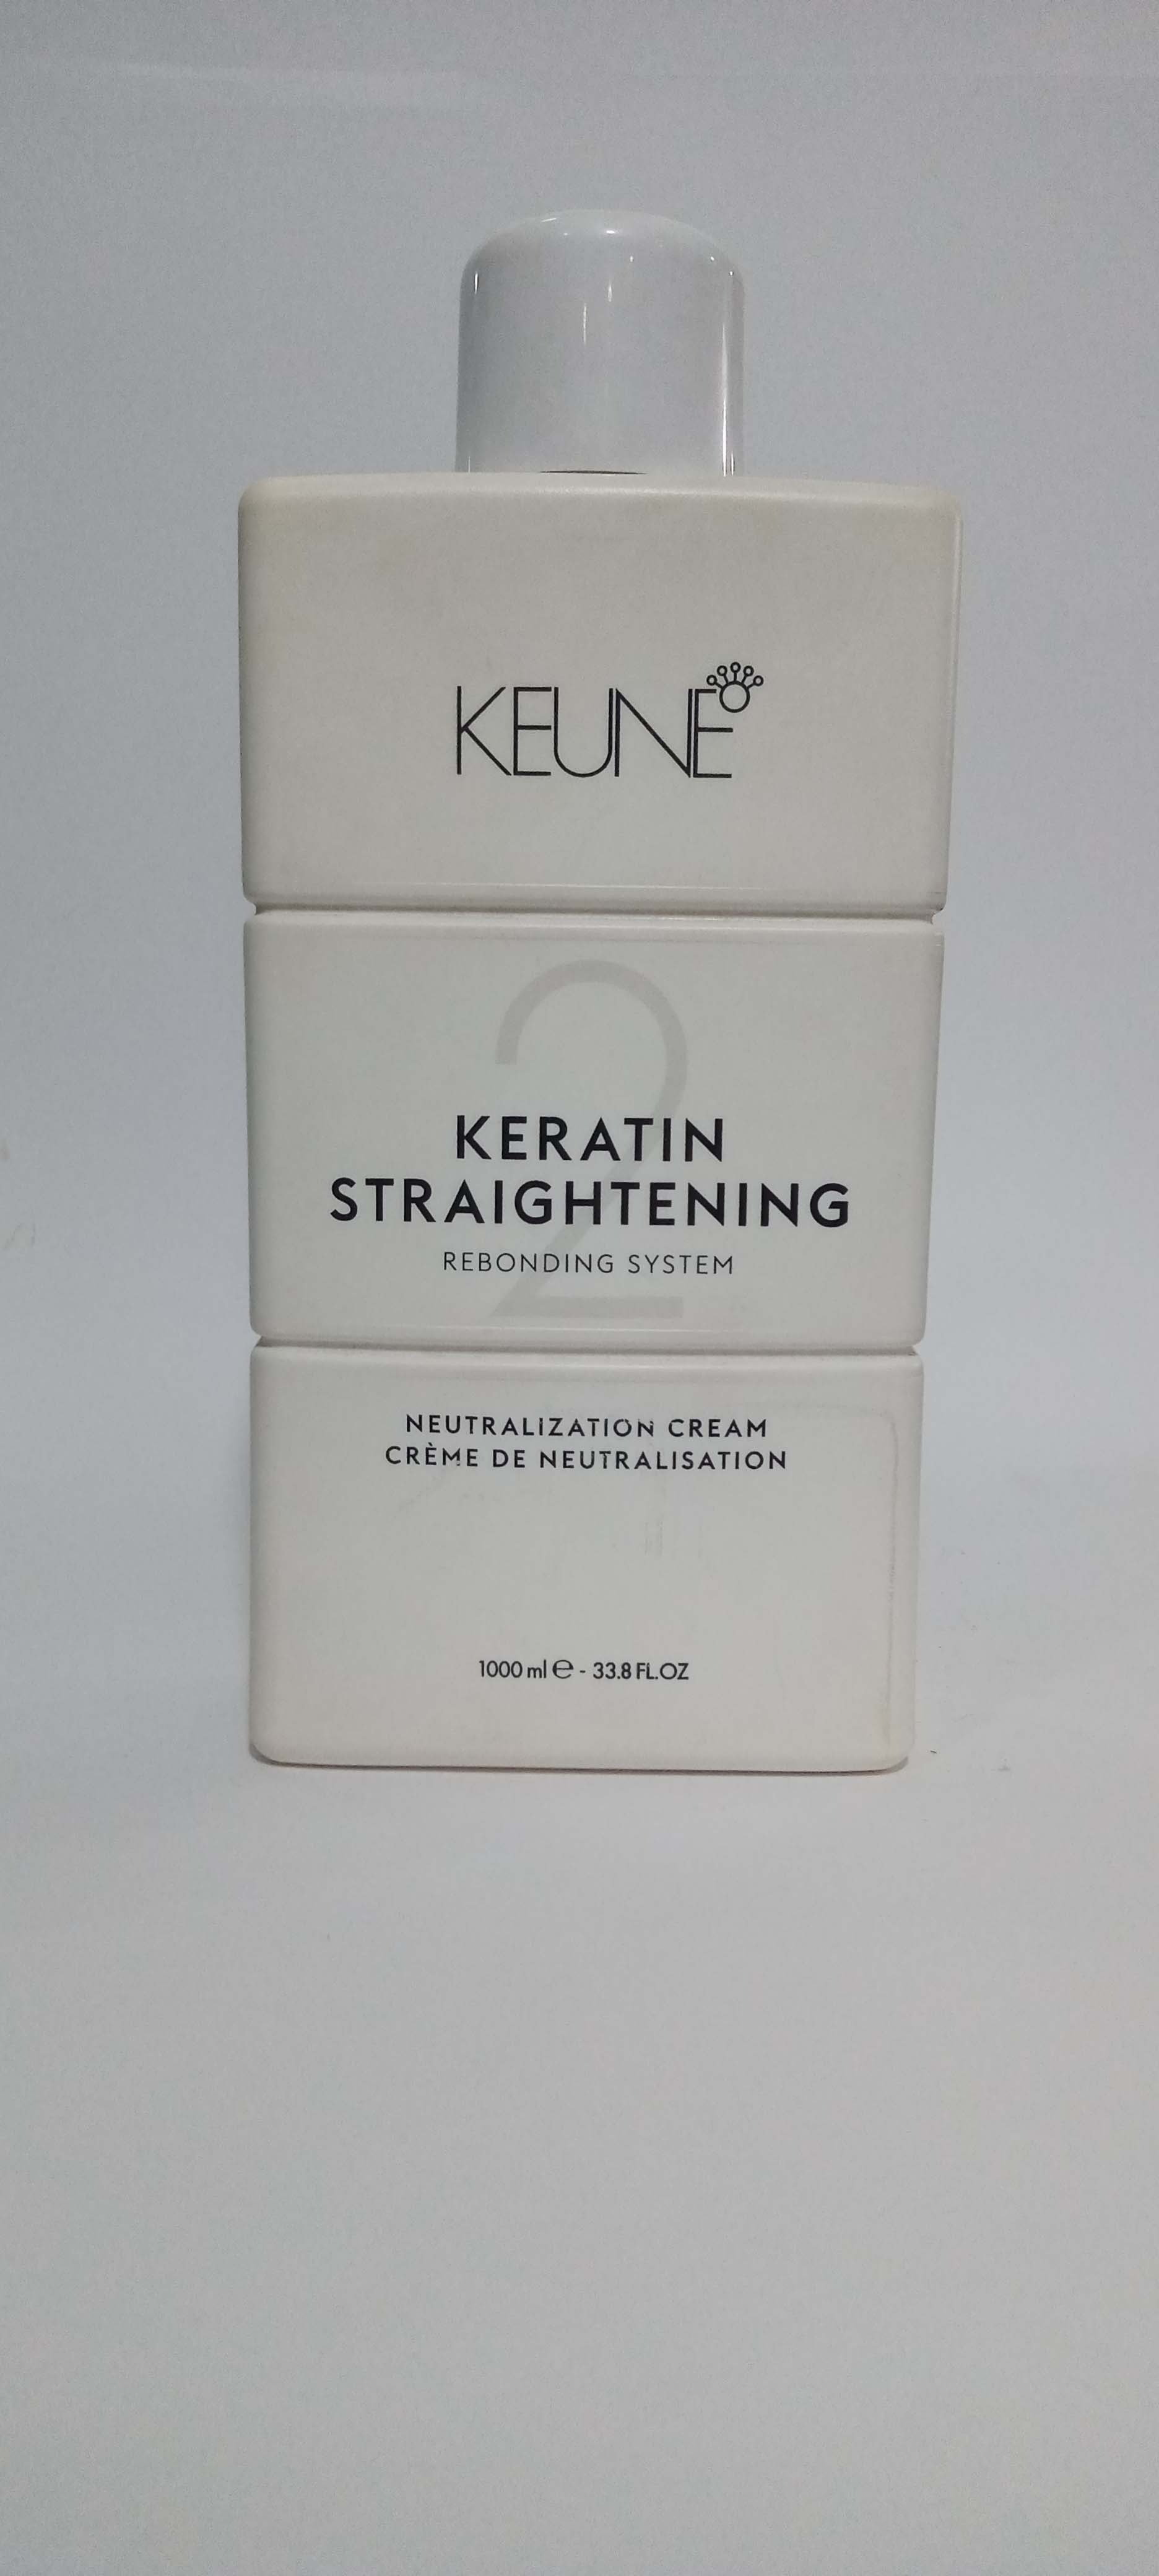 KEUNE
2
KERATIN
STRAIGHTENING
REBONDING SYSTEM
NEUTRALIZATION CREAM
CRÈME DE NEUTRALISATION
1000 ml ℮ - 33.8 FL.OZ